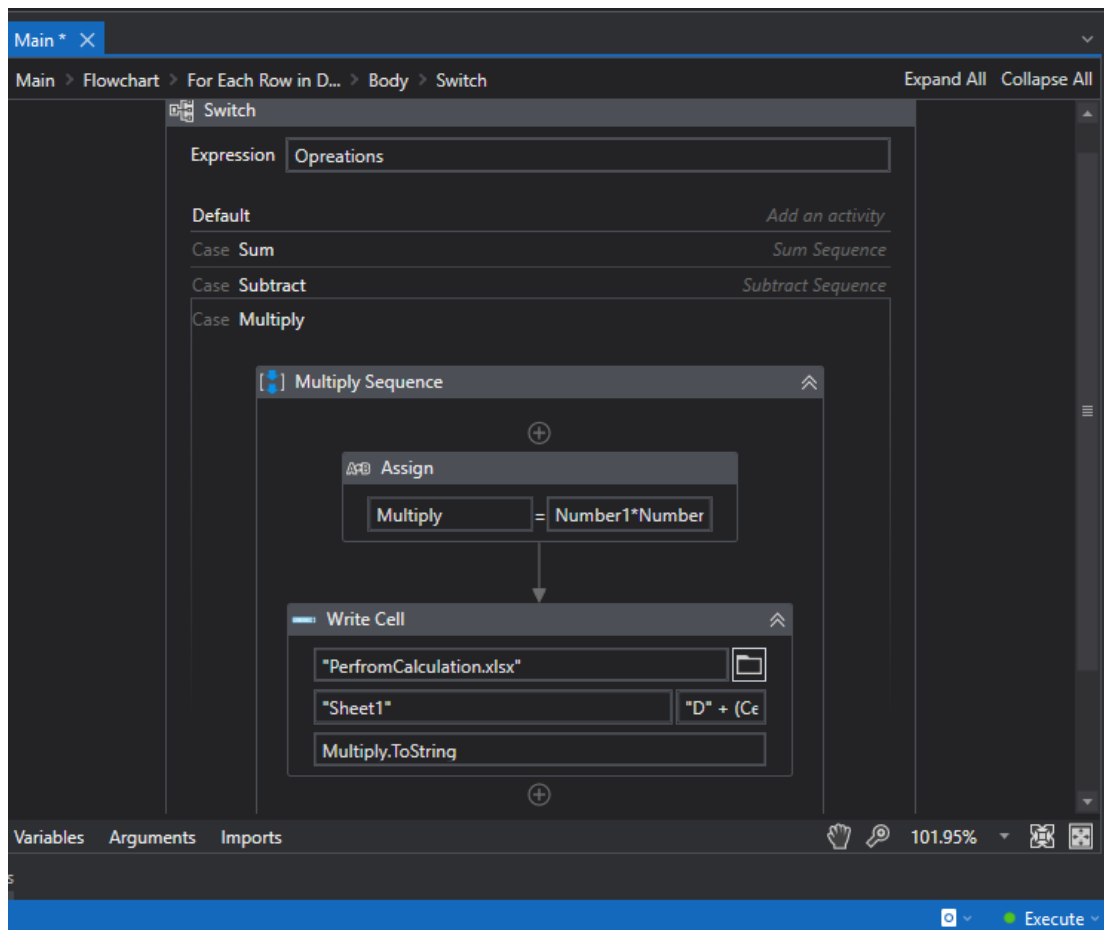 Main *
Main > Flowchart > For Each Row in D... > Body > Switch Expand All Collapse All
Switch
Expression Opreations
Default Add an activity
Case Sum Sum Sequence
Case Subtract Subtract Sequence
Case Multiply
Multiply Sequence
A=B Assign
Multiply = Number1*Number
Write Cell
"PerfromCalculation.xlsx"
"Sheet1" "D" + (Ce
Multiply.ToString
Variables Arguments Imports 101.95%
s
Execute